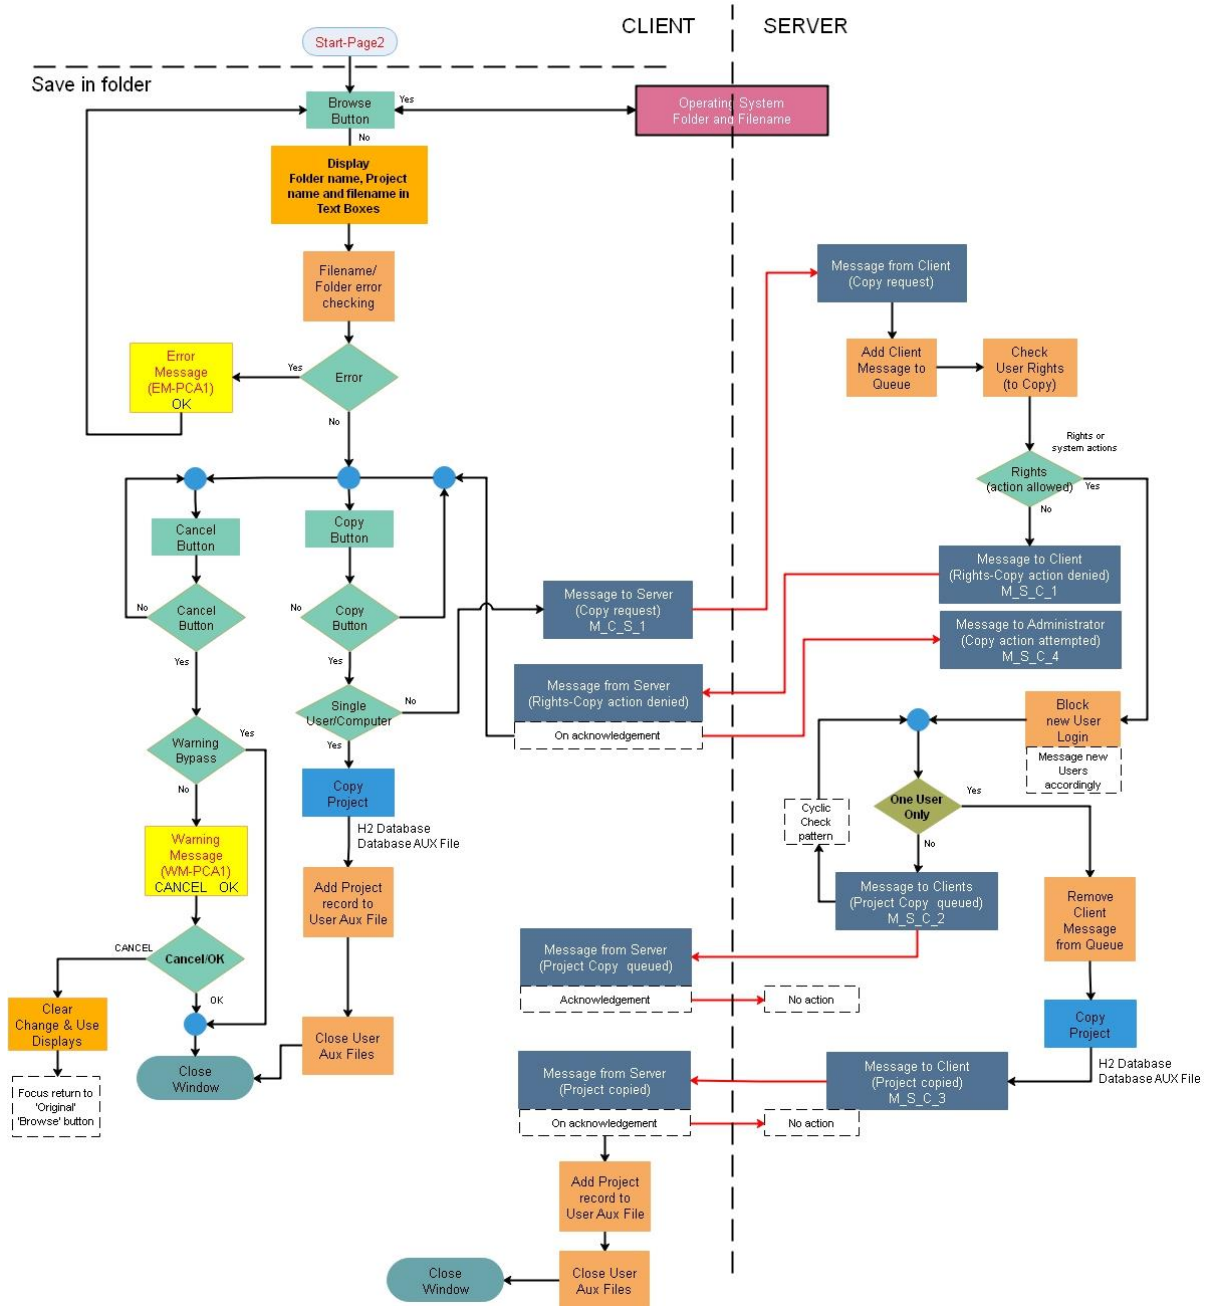 CLIENT
SERVER
Start-Page2
Save in folder
Browse
Button
Yes
No
Operating System
Folder and Filename
Display
Folder name, Project
name and filename in
Text Boxes
Filename/
Folder error
checking
Error
Message
(EM-PCA1)
OK
Yes
Error
No
Message from Client
(Copy request)
Add Client
Message to
Queue
Check
User Rights
(to Copy)
Rights or
system actions
Rights
(action allowed)
Yes
No
Cancel
Button
Copy
Button
No
Cancel
Button
Yes
No
Copy
Button
Yes
Message to Server
(Copy request)
M_C_S_1
Message to Client
(Rights-Copy action denied)
M_S_C_1
Message to Administrator
(Copy action attempted)
M_S_C_4
Single
User/Computer
No
Yes
Message from Server
(Rights-Copy action denied)
On acknowledgement
Block
new User
Login
Message new
Users
accordingly
Warning
Bypass
Yes
No
Copy
Project
H2 Database
Database AUX File
Cyclic
Check
pattern
One User
Only
Yes
No
Warning
Message
(WM-PCA1)
CANCEL OK
Add Project
record to
User Aux File
Message to Clients
(Project Copy queued)
M_S_C_2
Remove
Client
Message
from Queue
CANCEL
Cancel/OK
OK
Message from Server
(Project Copy queued)
Acknowledgement
No action
Clear
Change & Use
Displays
Close User
Aux Files
Copy
Project
H2 Database
Database AUX File
Close
Window
Focus return to
'Original'
'Browse' button
Message from Server
(Project copied)
On acknowledgement
No action
Message to Client
(Project copied)
M_S_C_3
Add Project
record to
User Aux File
Close User
Aux Files
Close
Window